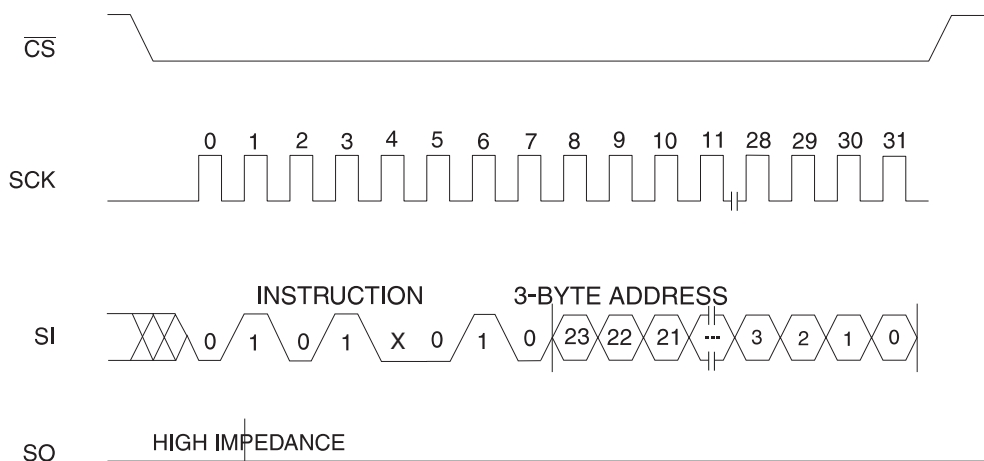 CS
0 1 2 3 4 5 6 7 8 9 10 11 28 29 30 31
SCK
INSTRUCTION 3-BYTE ADDRESS
SI 0 1 0 1 X 0 1 0 23 22 21 --- 3 2 1 0
HIGH IMPEDANCE
SO